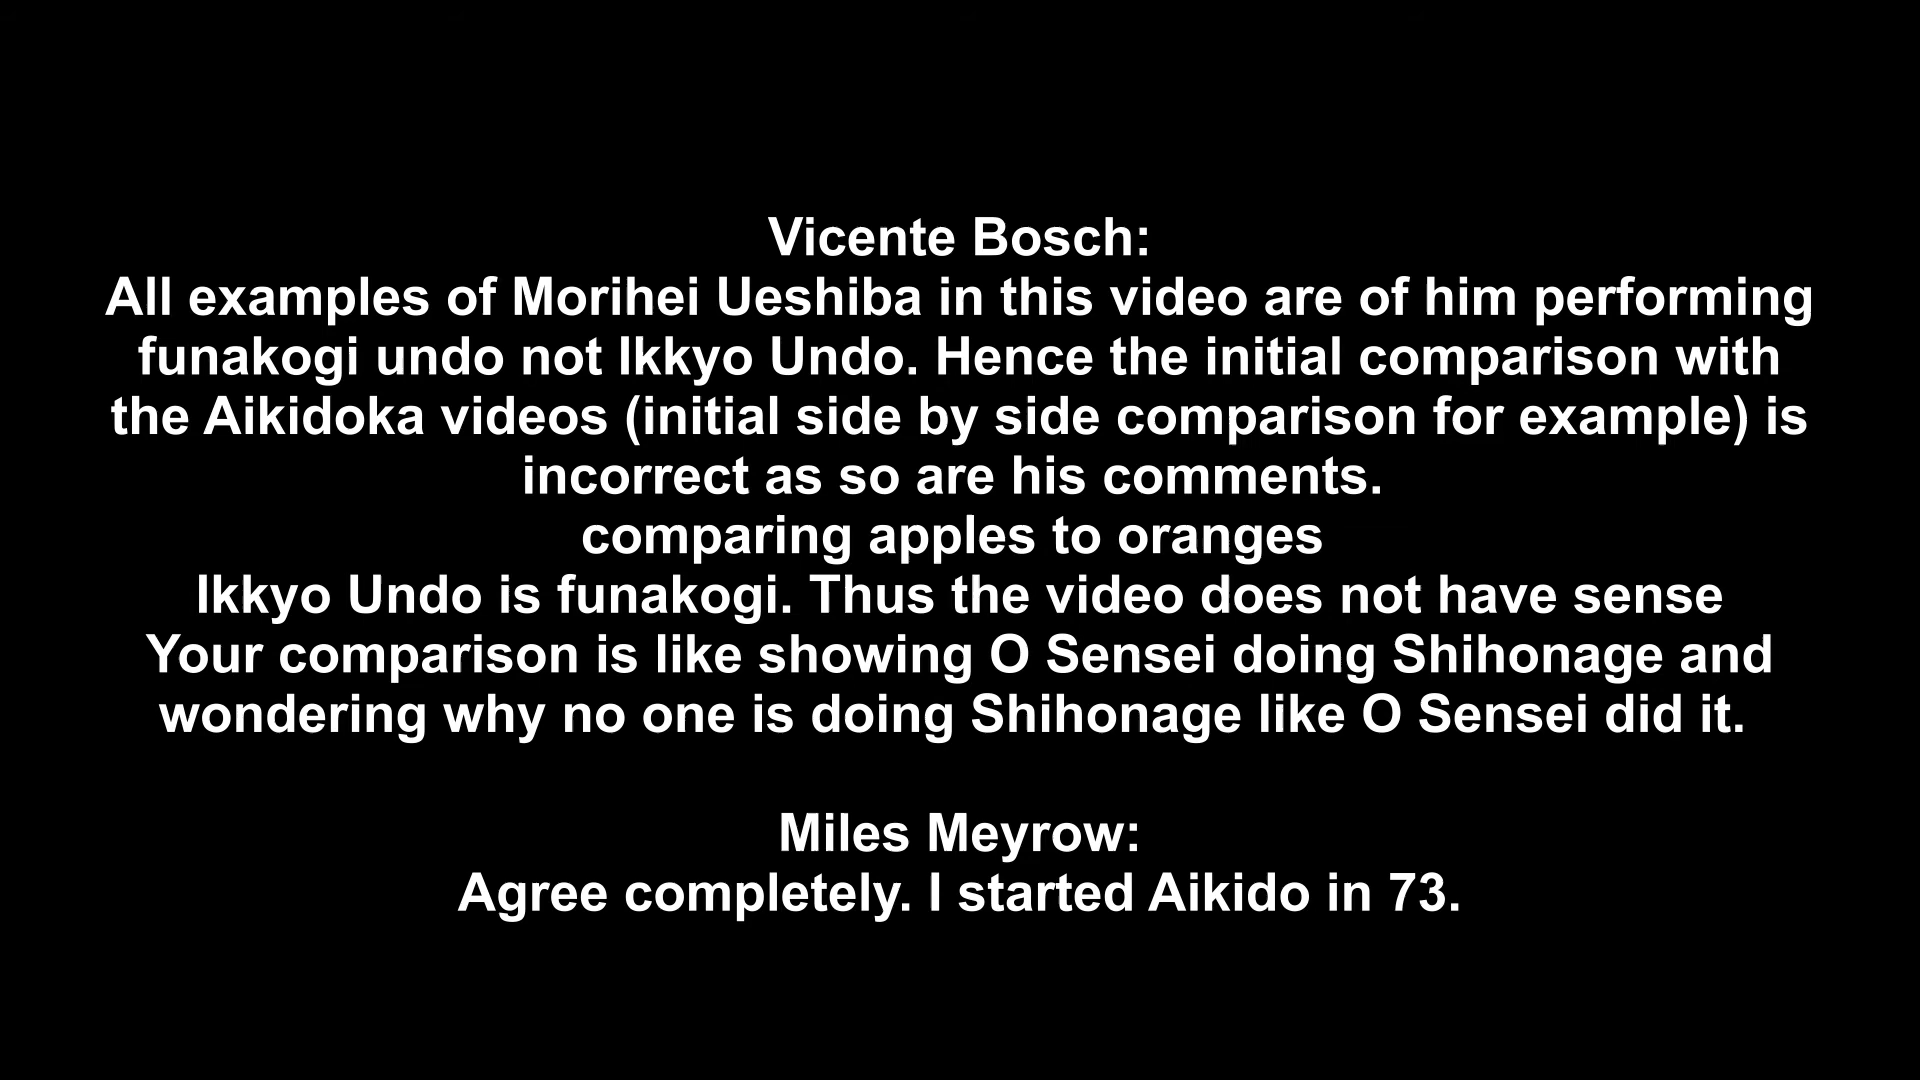 Vicente Bosch:
All examples of Morihei Ueshiba in this video are of him performing
funakogi undo not Ikkyo Undo. Hence the initial comparison with
the Aikidoka videos (initial side by side comparison for example) is
incorrect as so are his comments.
comparing apples to oranges
Ikkyo Undo is funakogi. Thus the video does not have sense
Your comparison is like showing O Sensei doing Shihonage and
wondering why no one is doing Shihonage like O Sensei did it.
Miles Meyrow:
Agree completely. I started Aikido in 73.